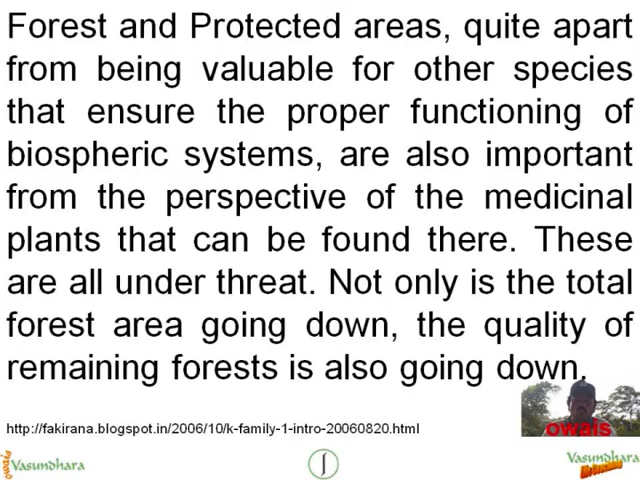 Forest and Protected areas, quite apart
from being valuable for other species
that ensure the proper functioning of
biospheric systems, are also important
from the perspective of the medicinal
plants that can be found there. These
are all under threat. Not only is the total
forest area going down, the quality of
remaining forests is also going down.
owais
http://fakirana.blogspot.in/2006/10/k-family-1-intro-20060820.html
owais Vasundhara
Vasundhara
Life Coaching